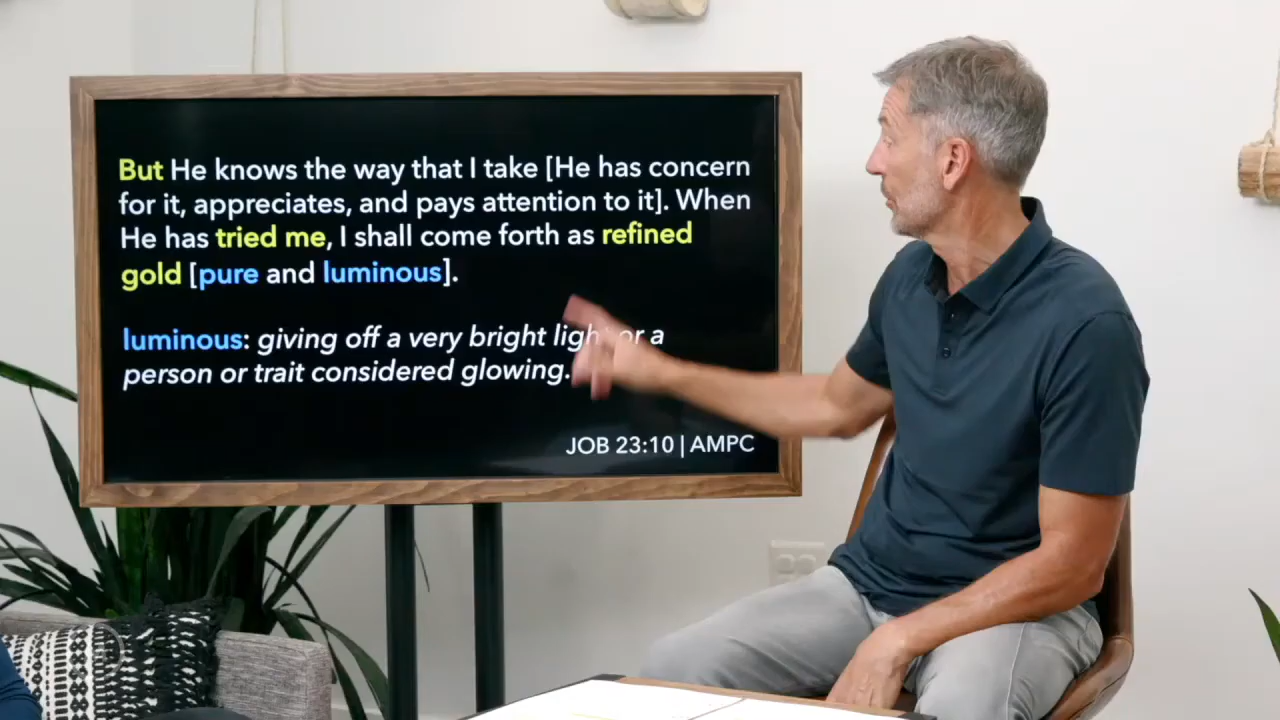 But He knows the way that I take [He has concern
for it, appreciates, and pays attention to it]. When
He has tried me, I shall come forth as refined
gold [pure and luminous].
luminous: giving off a very bright light or a
person or trait considered glowing.
JOB 23:10 | AMPC